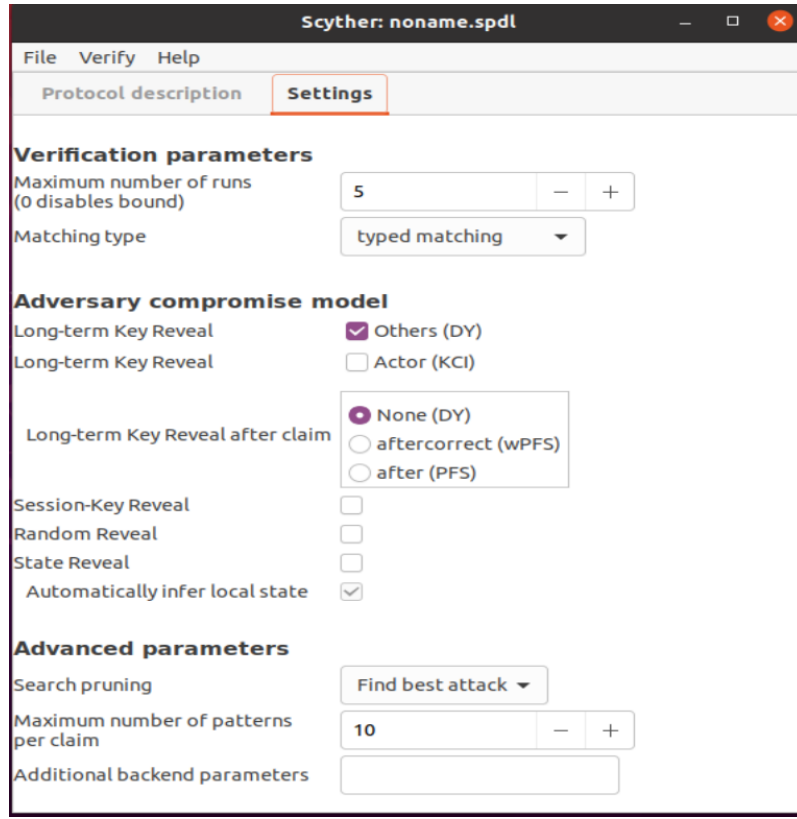 Scyther: noname.spdl
File Verify Help
Protocol description Settings
Verification parameters
Maximum number of runs
(0 disables bound)
5 − +
Matching type typed matching
Adversary compromise model
Long-term Key Reveal Others (DY)
Long-term Key Reveal Actor (KCI)
None (DY)
Long-term Key Reveal after claim
aftercorrect (wPFS)
after (PFS)
Session-Key Reveal
Random Reveal
State Reveal
Automatically infer local state
Advanced parameters
Search pruning Find best attack
Maximum number of patterns
per claim
10 − +
Additional backend parameters